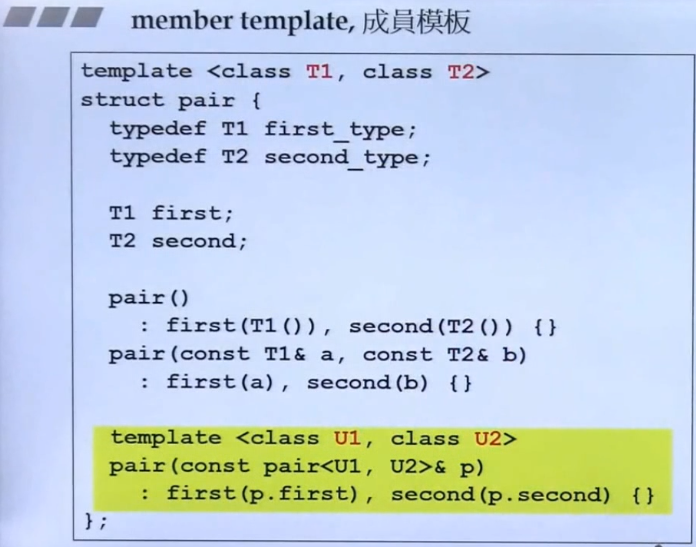 member template, 成員模板
template <class T1, class T2>
struct pair {
  typedef T1 first_type;
  typedef T2 second_type;

  T1 first;
  T2 second;

  pair()
    : first(T1()), second(T2()) {}
  pair(const T1& a, const T2& b)
    : first(a), second(b) {}

  template <class U1, class U2>
  pair(const pair<U1, U2>& p)
    : first(p.first), second(p.second) {}
};